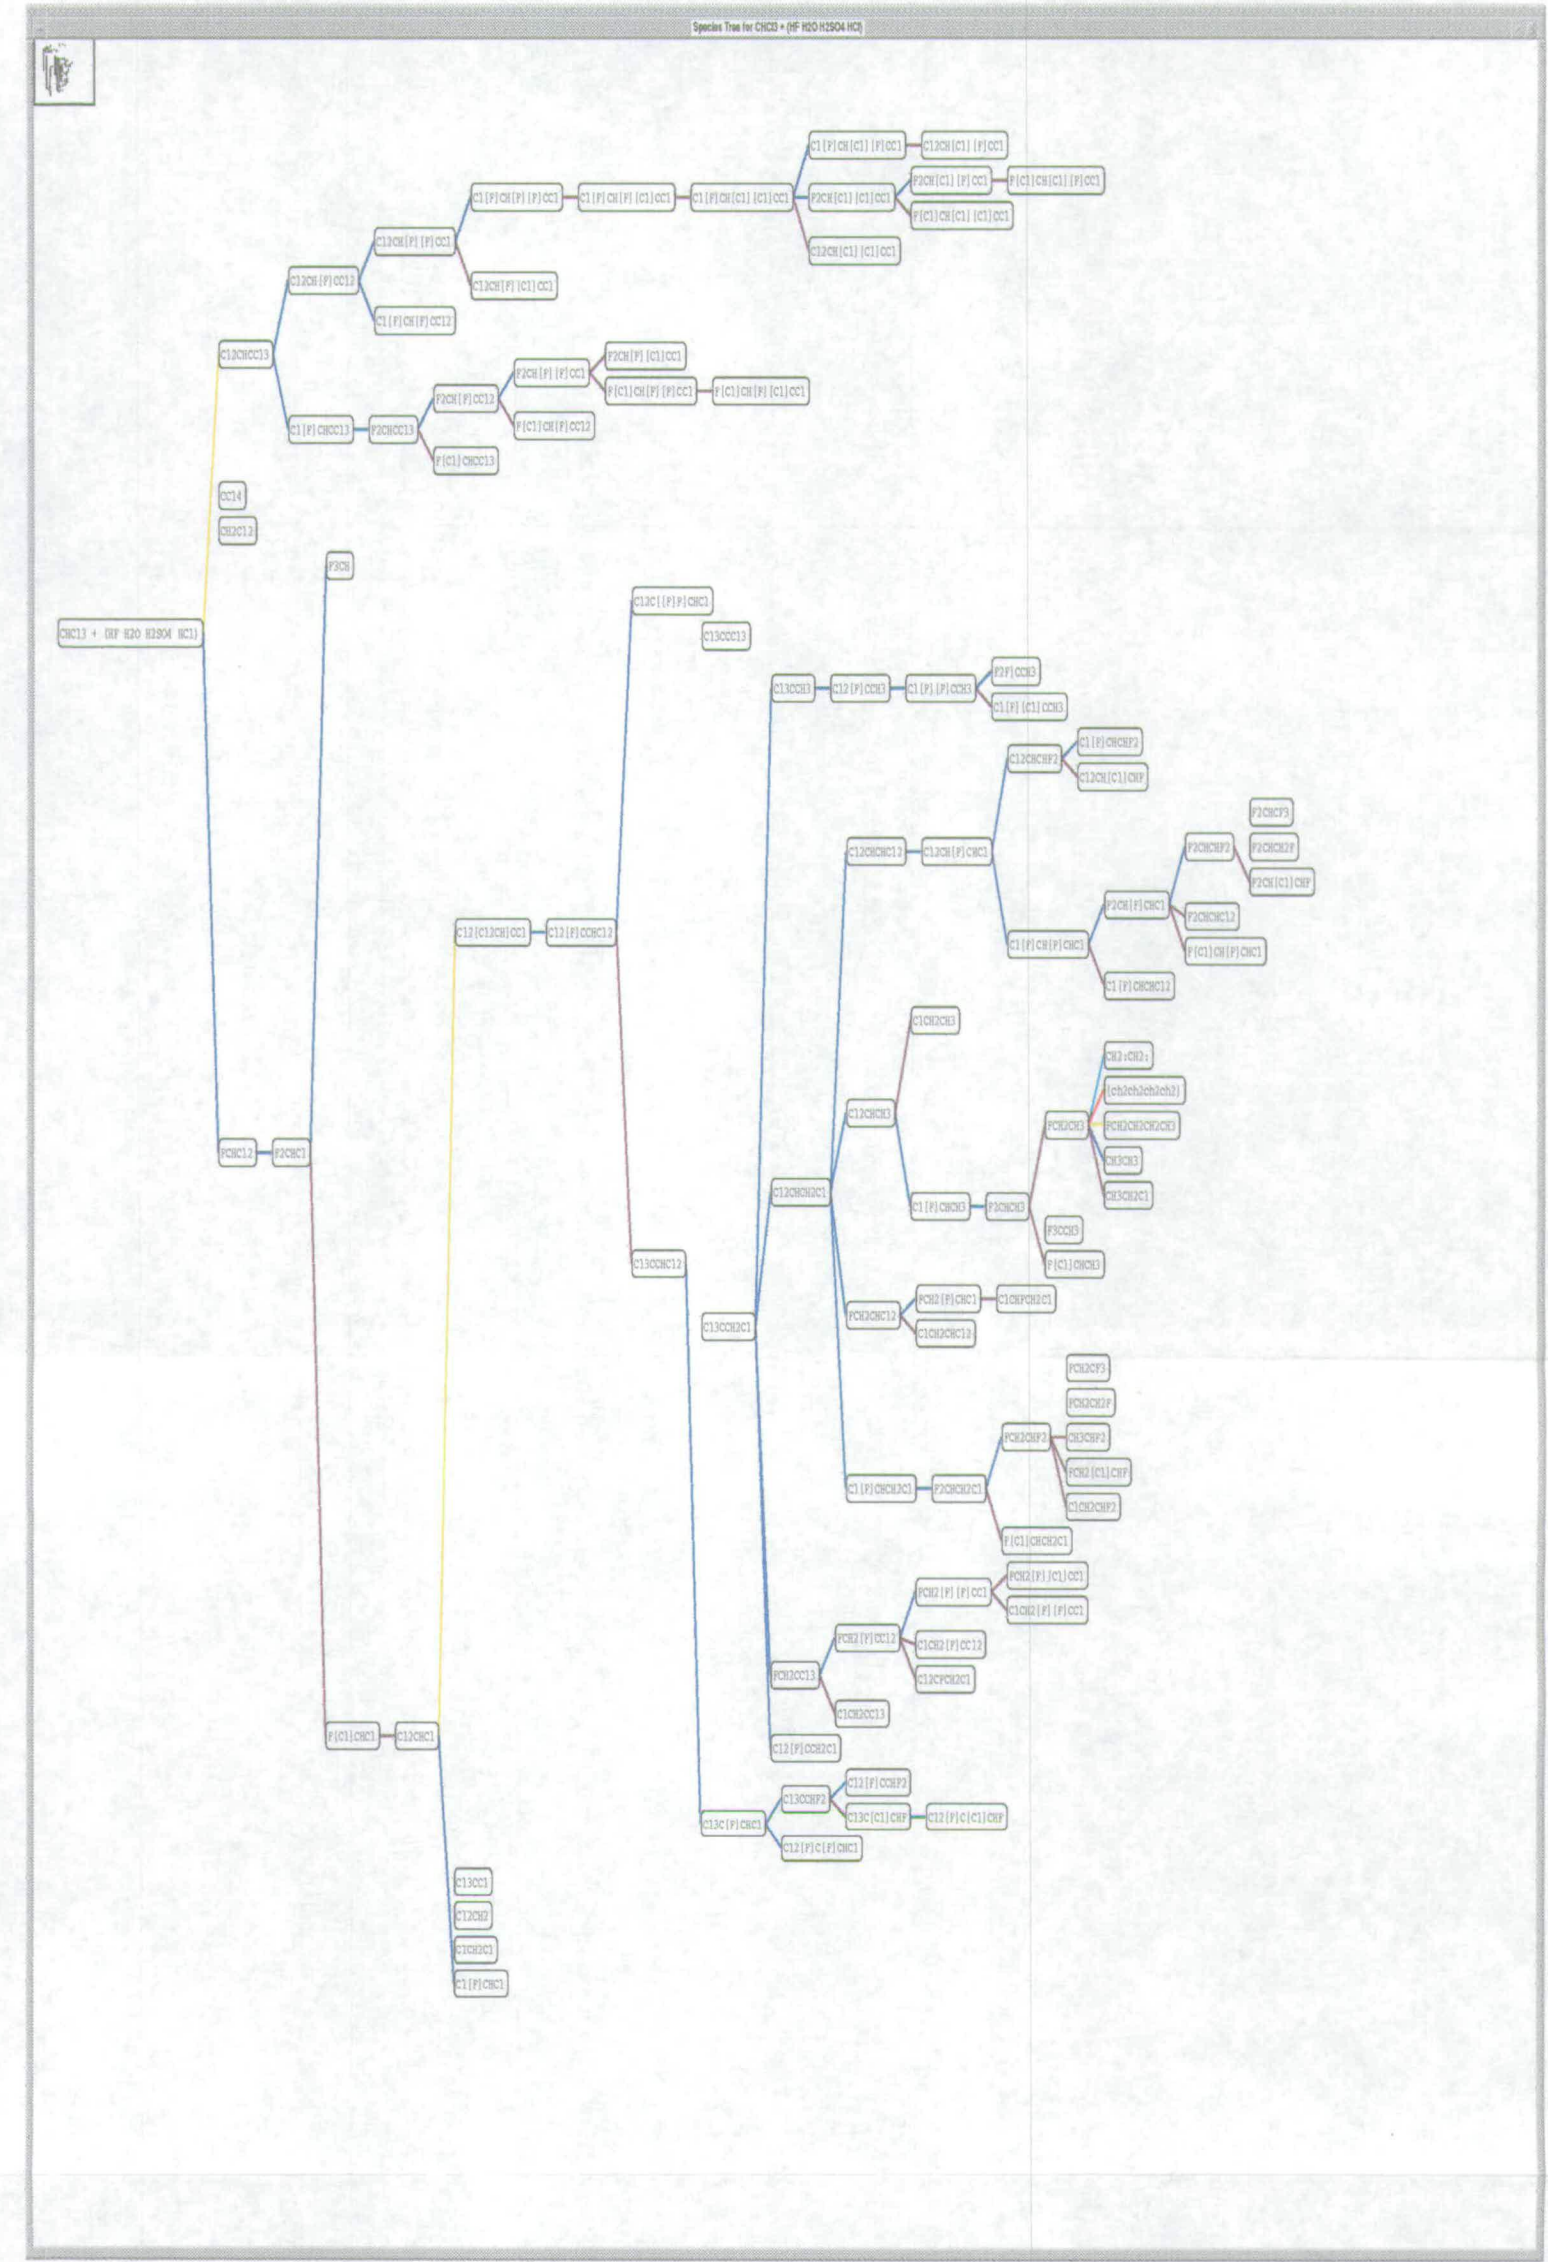 Species Tree for CHCl3 + (HF H2O H2SO4 HCl)
Cl[F]CH[Cl][F]CCl
Cl2CH[Cl][F]CCl
F2CH[Cl][F]CCl
F[Cl]CH[Cl][F]CCl
Cl[F]CH[F][F]CCl
Cl[F]CH[F][Cl]CCl
Cl[F]CH[Cl][Cl]CCl
F2CH[Cl][Cl]CCl
F[Cl]CH[Cl][Cl]CCl
Cl2CH[F][F]CCl
Cl2CH[Cl][Cl]CCl
Cl2CH[F]CCl2
Cl2CH[F][Cl]CCl
Cl[F]CH[F]CCl2
Cl2CHCCl3
F2CH[F][Cl]CCl
F2CH[F][F]CCl
F[Cl]CH[F][F]CCl
F[Cl]CH[F][Cl]CCl
F2CH[F]CCl2
Cl[F]CHCCl3
F2CHCCl3
F[Cl]CH[F]CCl2
F[Cl]CHCCl3
CCl4
CH2Cl2
F3CH
Cl2C[[F]F]CHCl
CHCl3 + (HF H2O H2SO4 HCl)
Cl3CCCl3
F2F]CCH3
Cl3CCH3
Cl2[F]CCH3
Cl[F][F]CCH3
Cl[F][Cl]CCH3
Cl[F]CHCHF2
Cl2CHCHF2
Cl2CH[Cl]CHF
F2CHCF3
Cl2CHCHCl2
Cl2CH[F]CHCl
F2CHCHF2
F2CHCH2F
F2CH[Cl]CHF
F2CH[F]CHCl
F2CHCHCl2
Cl2[Cl2CH]CCl
Cl2[F]CCHCl2
Cl[F]CH[F]CHCl
F[Cl]CH[F]CHCl
Cl[F]CHCHCl2
ClCH2CH3
CH2:CH2:
[ch2ch2ch2ch2]
Cl2CHCH3
FCH2CH3
FCH2CH2CH2CH3
FCHCl2
F2CHCl
CH3CH3
Cl2CHCH2Cl
CH3CH2Cl
Cl[F]CHCH3
F2CHCH3
F3CCH3
Cl3CCHCl2
F[Cl]CHCH3
FCH2[F]CHCl
ClCHFCH2Cl
Cl3CCH2Cl
FCH2CHCl2
ClCH2CHCl2
FCH2CF3
FCH2CH2F
FCH2CHF2
CH3CHF2
FCH2[Cl]CHF
Cl[F]CHCH2Cl
F2CHCH2Cl
ClCH2CHF2
F[Cl]CHCH2Cl
FCH2[F][Cl]CCl
FCH2[F][F]CCl
ClCH2[F][F]CCl
FCH2[F]CCl2
ClCH2[F]CCl2
FCH2CCl3
Cl2CFCH2Cl
ClCH2CCl3
F[Cl]CHCl
Cl2CHCl
Cl2[F]CCH2Cl
Cl2[F]CCHF2
Cl3CCHF2
Cl3C[F]CHCl
Cl3C[Cl]CHF
Cl2[F]C[Cl]CHF
Cl2[F]C[F]CHCl
Cl3CCl
Cl2CH2
ClCH2Cl
Cl[F]CHCl